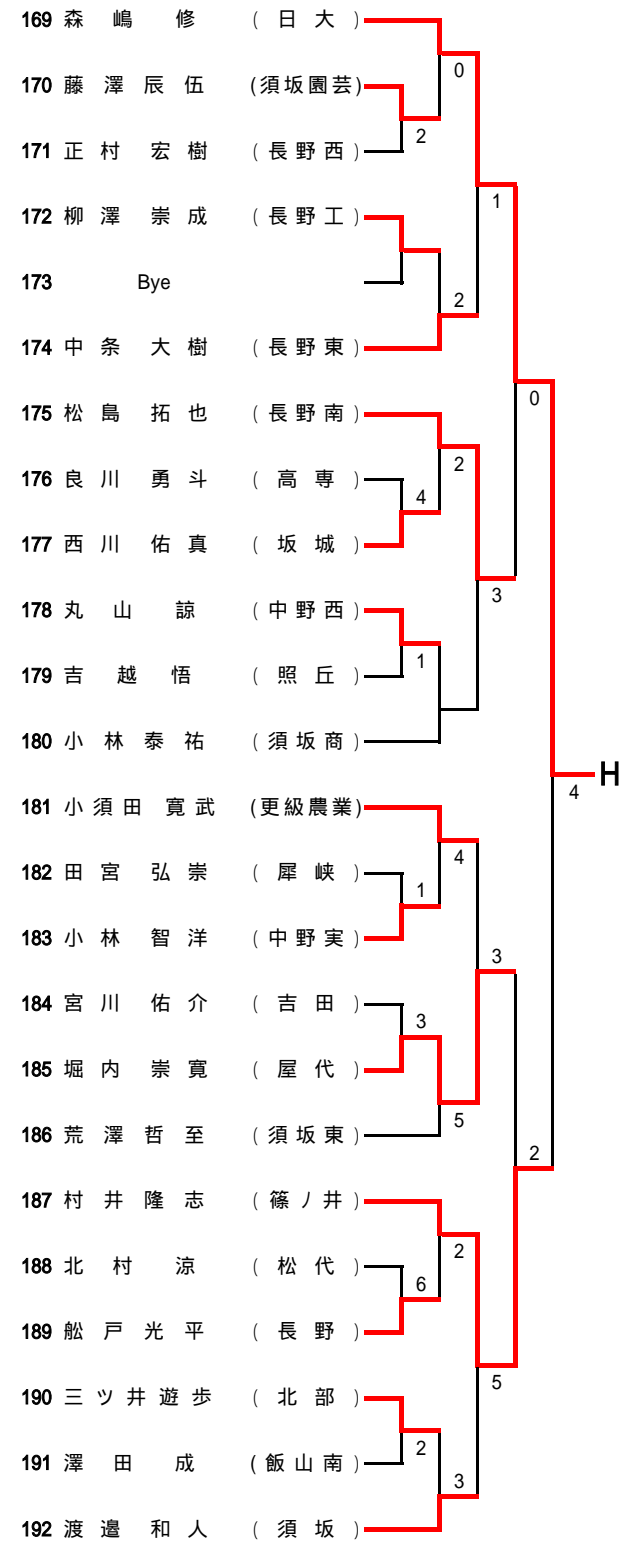 169 森 嶋 修 ( 日 大 )
0
170 藤 澤 辰 伍 (須坂園芸)
2
171 正 村 宏 樹 ( 長 野 西 )
1
172 柳 澤 崇 成 ( 長 野 工 )
173 Bye
2
174 中 条 大 樹 ( 長 野 東 )
0
175 松 島 拓 也 ( 長 野 南 )
2
176 良 川 勇 斗 ( 高 専 )
4
177 西 川 佑 真 ( 坂 城 )
3
178 丸 山 諒 ( 中 野 西 )
1
179 吉 越 悟 ( 照 丘 )
180 小 林 泰 祐 ( 須 坂 商 )
H
4
181 小 須 田 寛 武 (更級農業)
4
182 田 宮 弘 崇 ( 犀 峡 )
1
183 小 林 智 洋 ( 中 野 実 )
3
184 宮 川 佑 介 ( 吉 田 )
3
185 堀 内 崇 寛 ( 屋 代 )
5
186 荒 澤 哲 至 ( 須 坂 東 )
2
187 村 井 隆 志 ( 篠 ノ 井 )
2
188 北 村 涼 ( 松 代 )
6
189 舩 戸 光 平 ( 長 野 )
5
190 三 ツ 井 遊 歩 ( 北 部 )
2
191 澤 田 成 ( 飯 山 南 )
3
192 渡 邉 和 人 ( 須 坂 )